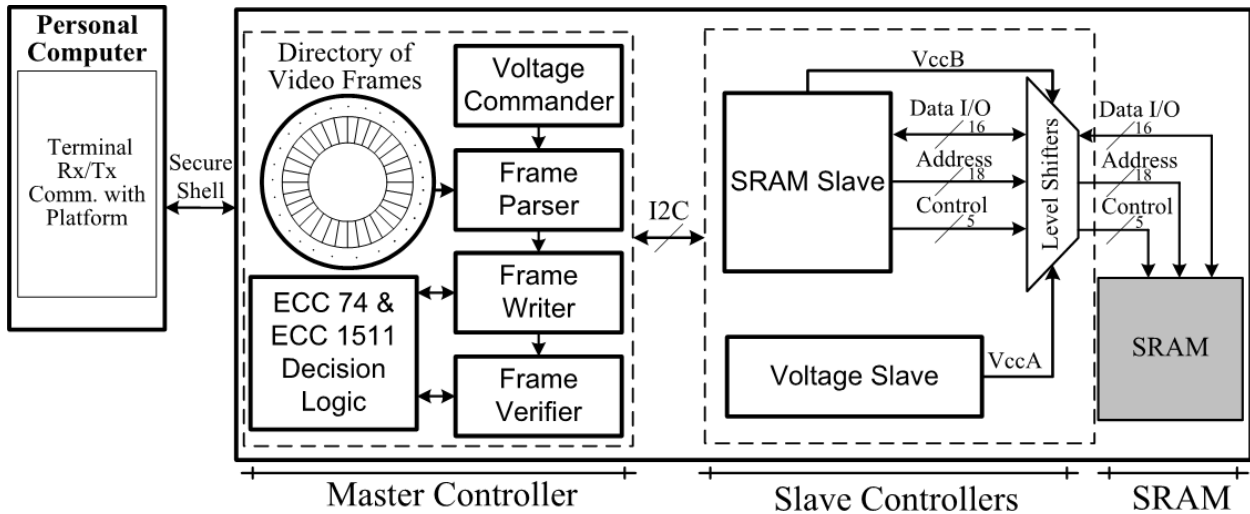 Personal
Computer
Terminal
Rx/Tx
Comm. with
Platform
Secure
Shell
Directory of
Video Frames
Voltage
Commander
Frame
Parser
Frame
Writer
Frame
Verifier
ECC 74 &
ECC 1511
Decision
Logic
I2C
VccB
SRAM Slave
Data I/O
16
Address
18
Control
5
Level Shifters
Voltage Slave
VccA
Data I/O
16
Address
18
Control
5
SRAM
Master Controller
Slave Controllers
SRAM